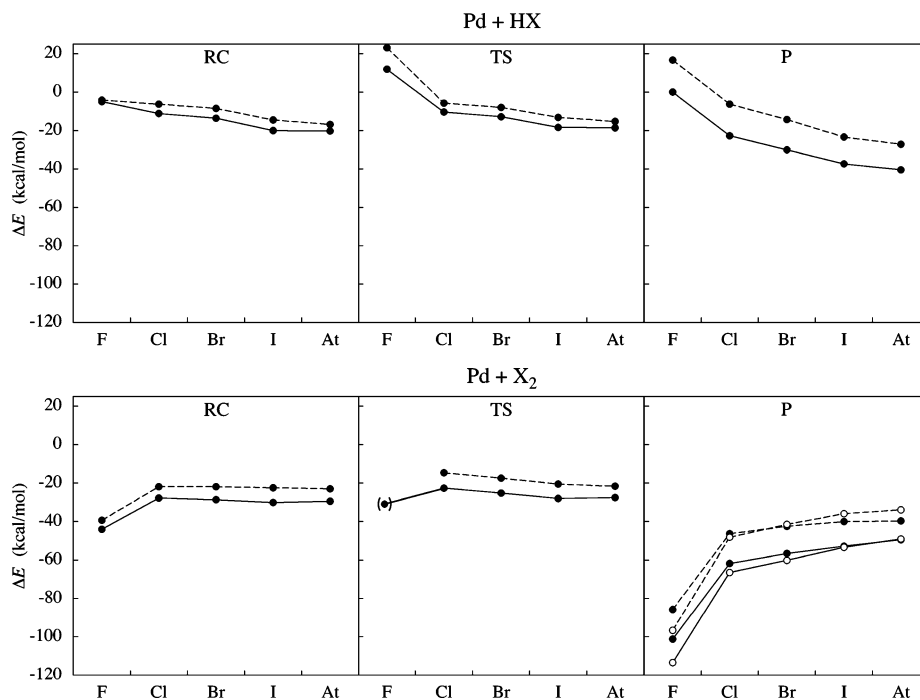 Pd + HX
RC TS P
20
0
-20
-40
-60
-80
-100
-120
ΔE (kcal/mol)
F Cl Br I At F Cl Br I At F Cl Br I At
Pd + X2
RC TS P
20
0
-20
-40
-60
-80
-100
-120
ΔE (kcal/mol)
( )
F Cl Br I At F Cl Br I At F Cl Br I At